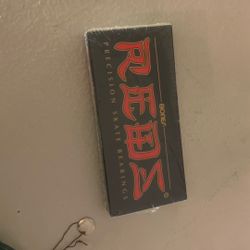 BONES
REDS
®
PRECISION SKATE BEARINGS